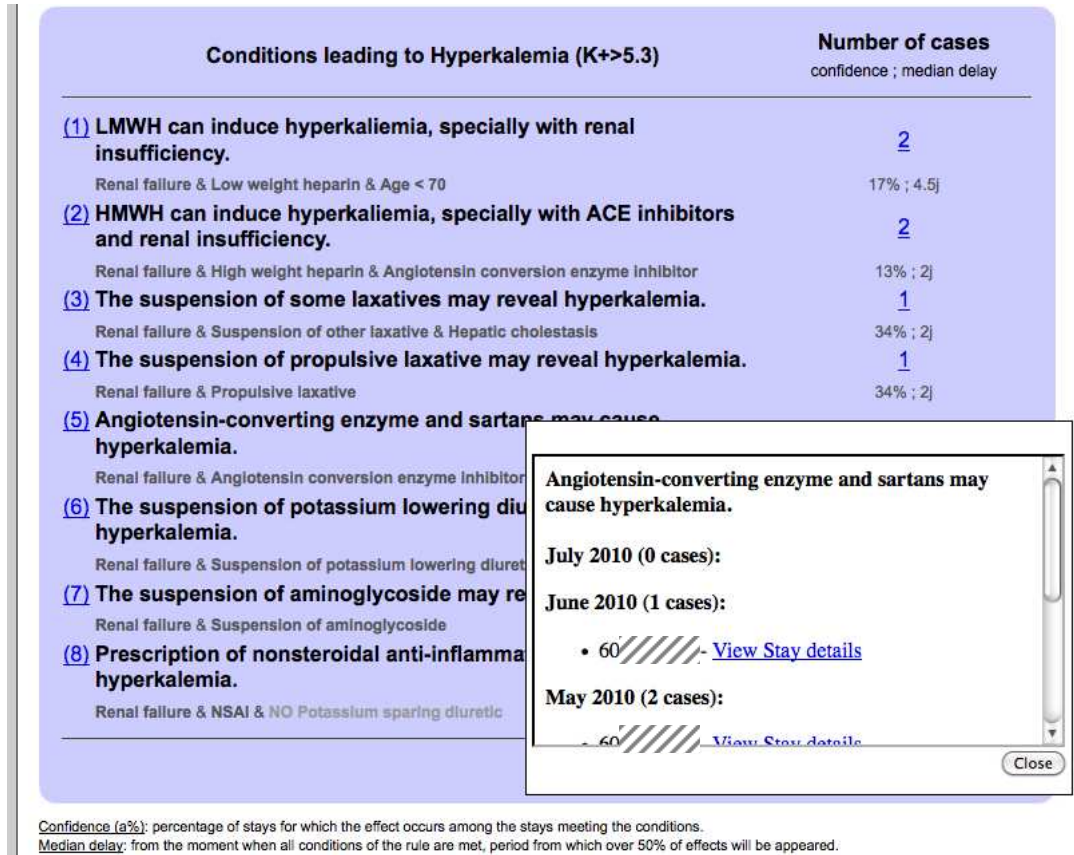 Conditions leading to Hyperkalemia (K+>5.3)
Number of cases
confidence ; median delay
(1) LMWH can induce hyperkaliemia, specially with renal
insufficiency.
2
Renal failure & Low weight heparin & Age < 70
17% ; 4.5j
(2) HMWH can induce hyperkaliemia, specially with ACE inhibitors
and renal insufficiency.
2
Renal failure & High weight heparin & Angiotensin conversion enzyme inhibitor
13% ; 2j
(3) The suspension of some laxatives may reveal hyperkalemia.
1
Renal failure & Suspension of other laxative & Hepatic cholestasis
34% ; 2j
(4) The suspension of propulsive laxative may reveal hyperkalemia.
1
Renal failure & Propulsive laxative
34% ; 2j
(5) Angiotensin-converting enzyme and sartans may cause
hyperkalemia.
Renal failure & Angiotensin conversion enzyme inhibitor
(6) The suspension of potassium lowering diu
hyperkalemia.
Renal failure & Suspension of potassium lowering diuret
(7) The suspension of aminoglycoside may re
Renal failure & Suspension of aminoglycoside
(8) Prescription of nonsteroidal anti-inflamma
hyperkalemia.
Renal failure & NSAI & NO Potassium sparing diuretic
Angiotensin-converting enzyme and sartans may
cause hyperkalemia.
July 2010 (0 cases):
June 2010 (1 cases):
• 60 - View Stay details
May 2010 (2 cases):
• 60 - View Stay details
Close
Confidence (a%): percentage of stays for which the effect occurs among the stays meeting the conditions.
Median delay: from the moment when all conditions of the rule are met, period from which over 50% of effects will be appeared.